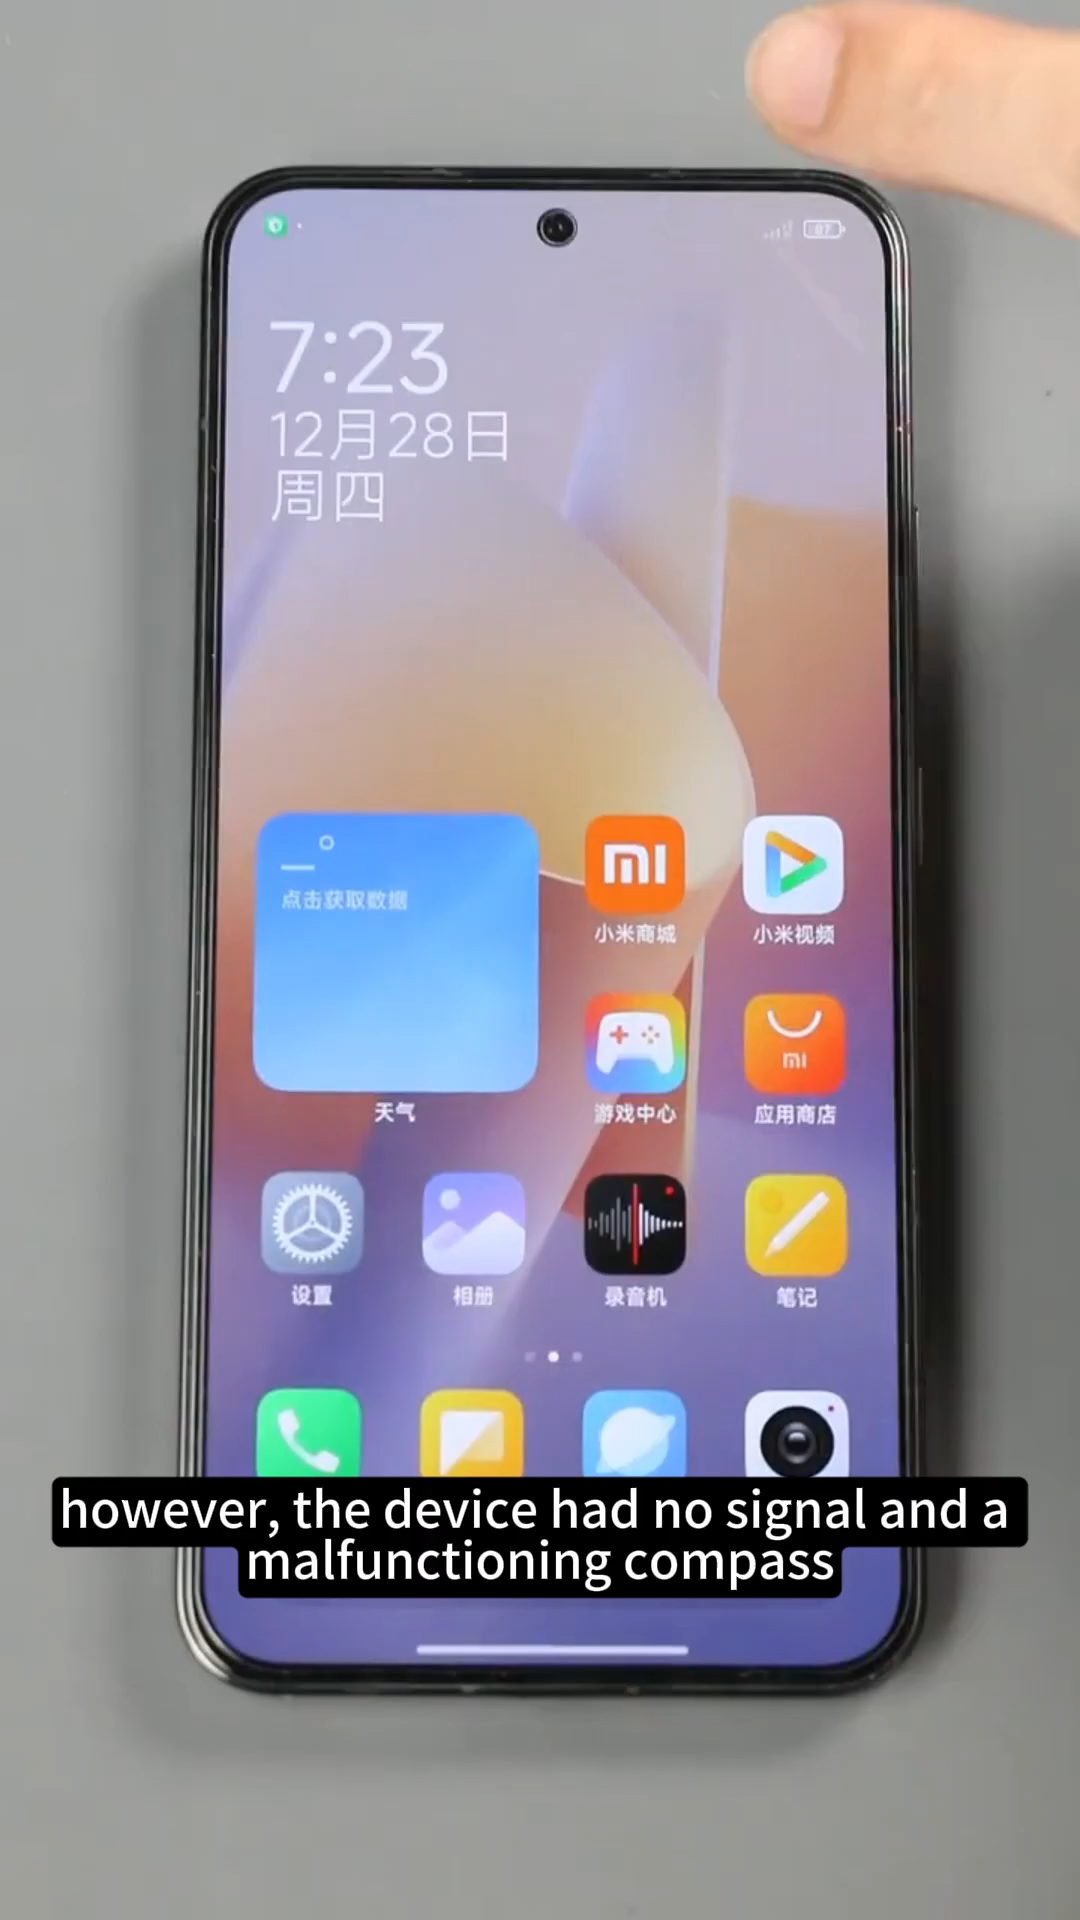 7:23
12月28日
周四
点击获取数据
天气
小米商城
小米视频
游戏中心
mi
应用商店
设置
相册
录音机
笔记
however, the device had no signal and a
malfunctioning compass